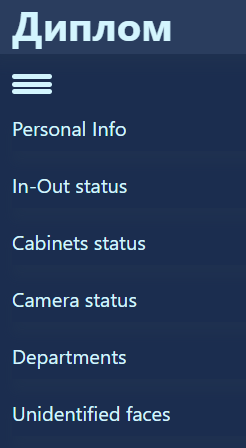 Диплом
Personal Info
In-Out status
Cabinets status
Camera status
Departments
Unidentified faces